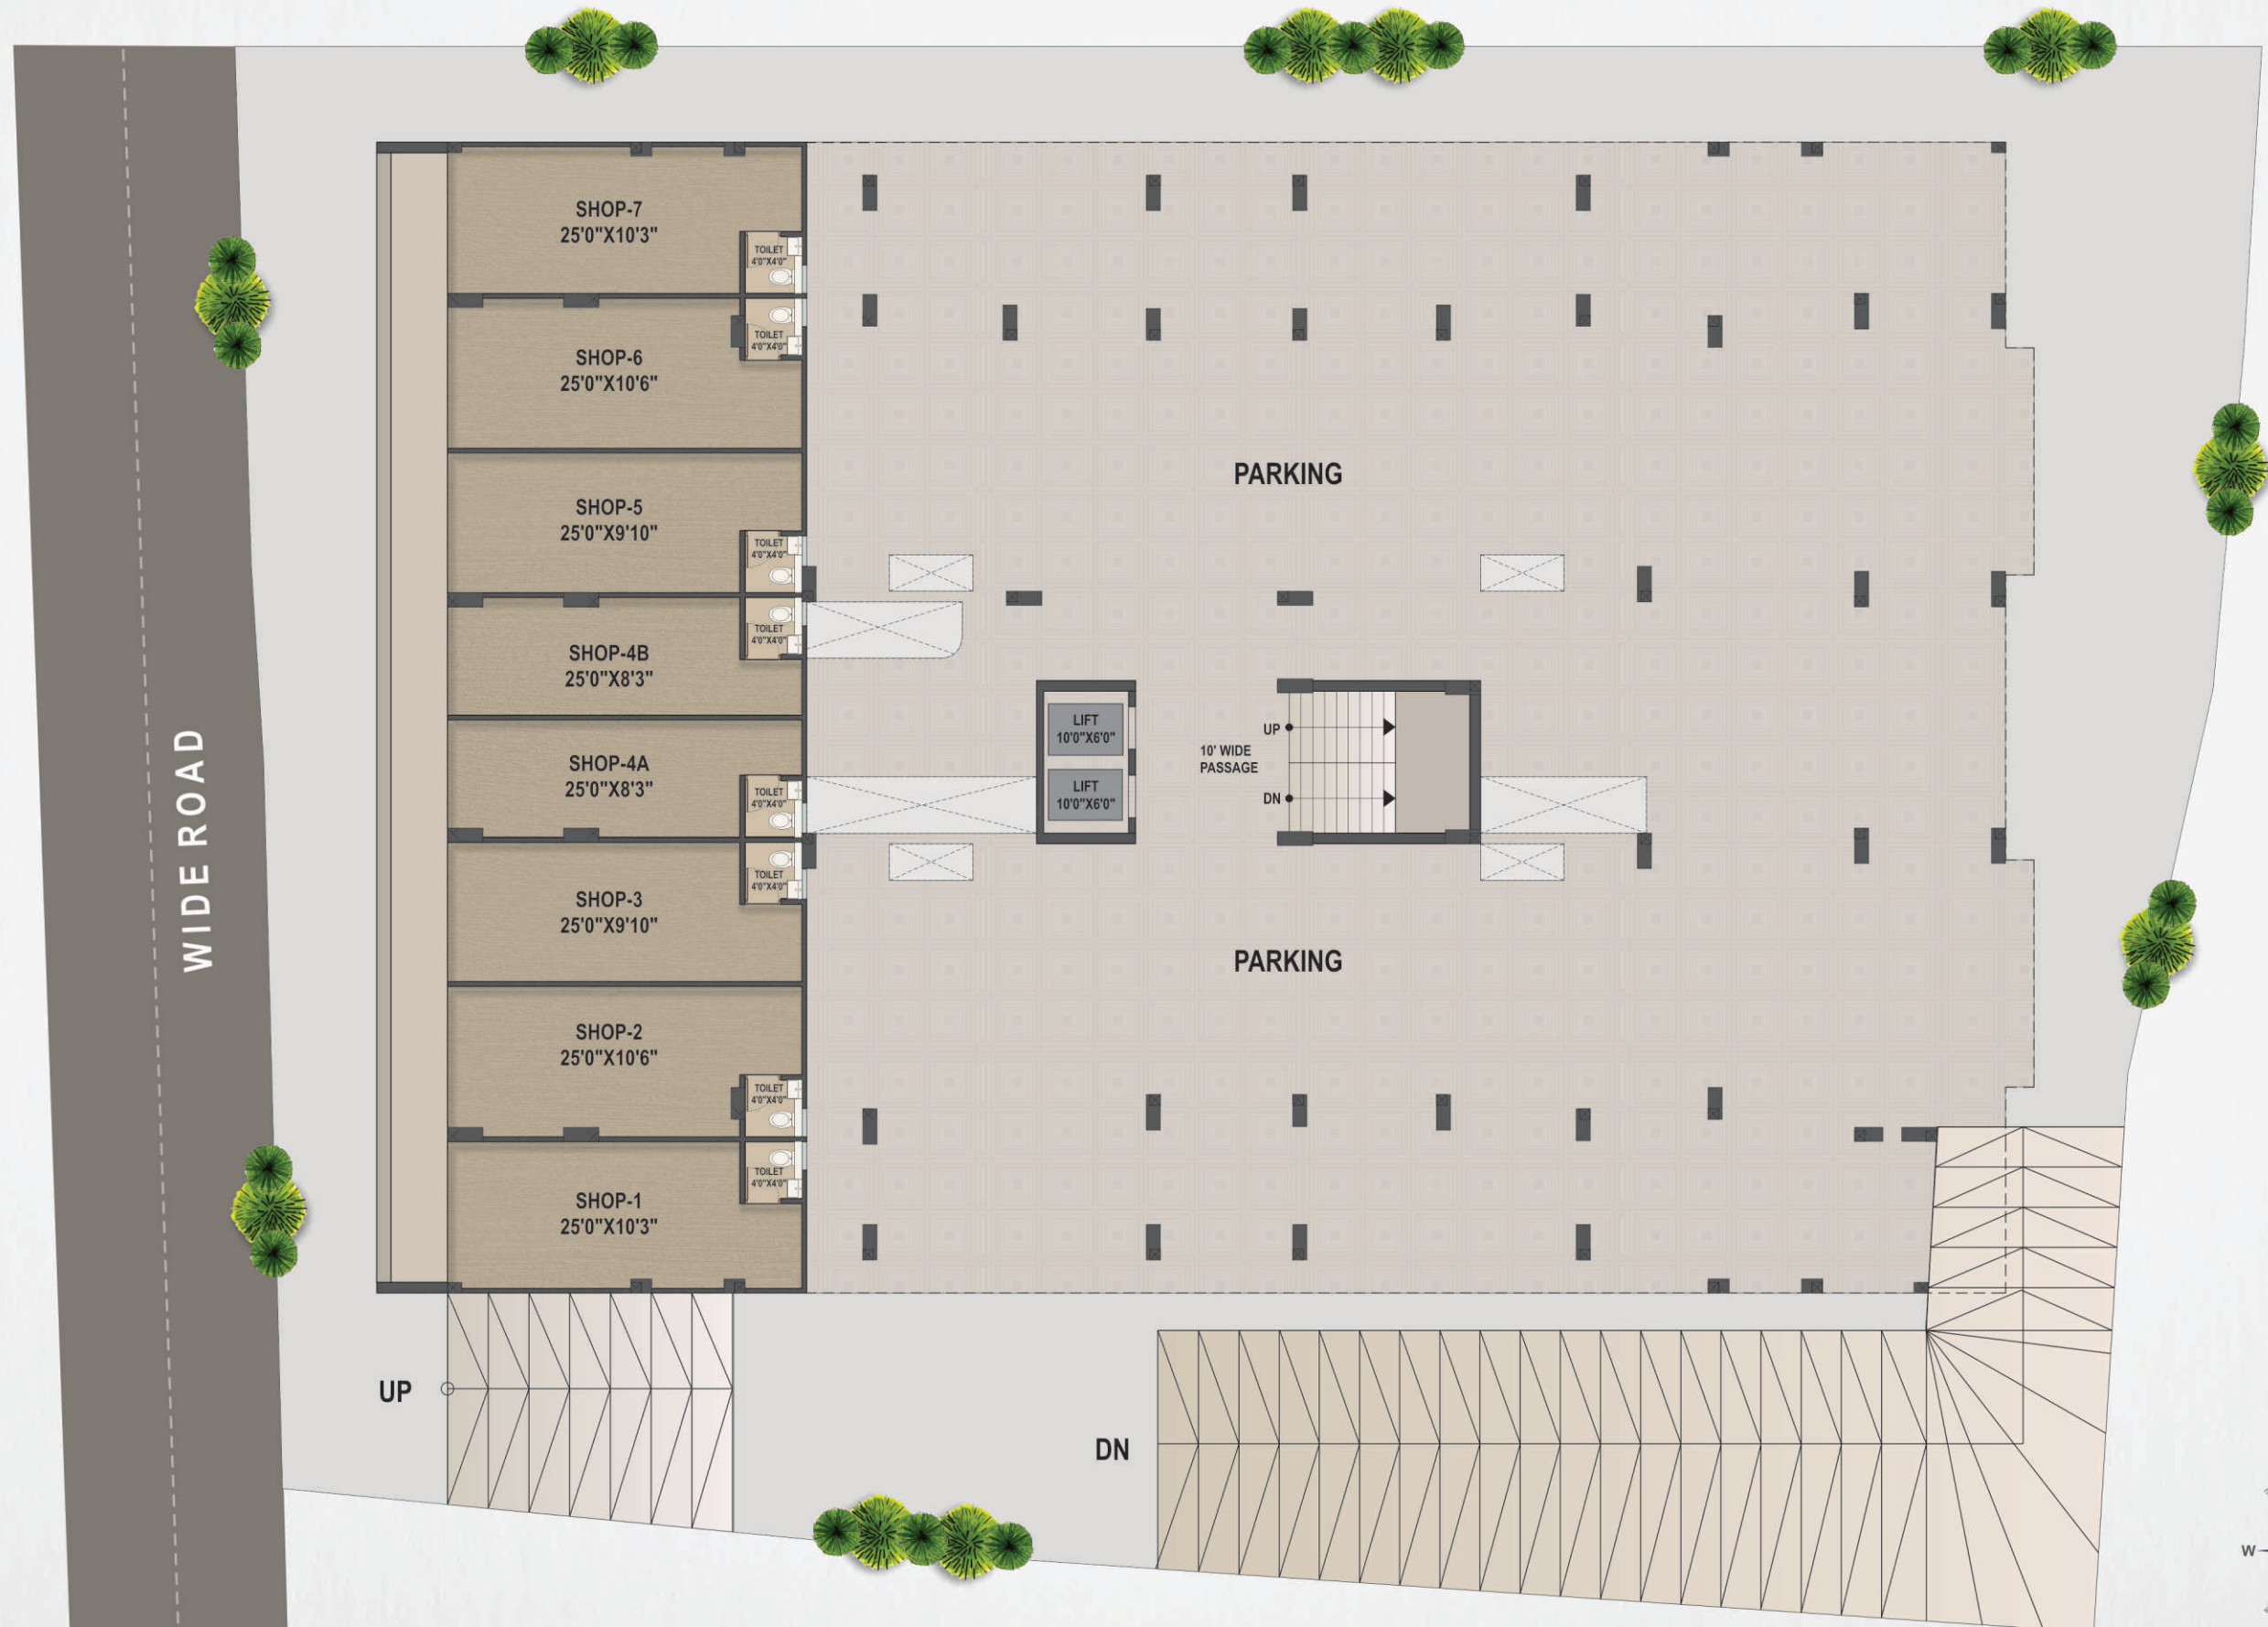 SHOP-7
25'0"X10'3"
TOILET
4'0"X4'0"
TOILET
4'0"X4'0"
SHOP-6
25'0"X10'6"
PARKING
SHOP-5
25'0"X9'10"
TOILET
4'0"X4'0"
TOILET
4'0"X4'0"
SHOP-4B
25'0"X8'3"
WIDE ROAD
LIFT
10'0"X6'0"
UP
10' WIDE
PASSAGE
SHOP-4A
25'0"X8'3"
LIFT
10'0"X6'0"
DN
TOILET
4'0"X4'0"
TOILET
4'0"X4'0"
SHOP-3
25'0"X9'10"
PARKING
SHOP-2
25'0"X10'6"
TOILET
4'0"X4'0"
TOILET
4'0"X4'0"
SHOP-1
25'0"X10'3"
UP
DN
W